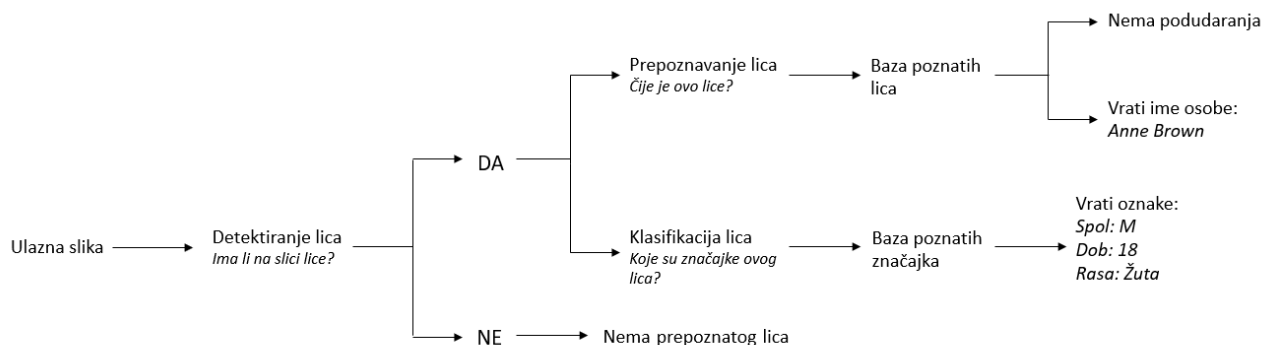 Ulazna slika
Detektiranje lica
Ima li na slici lice?
DA
Prepoznavanje lica
Čije je ovo lice?
Baza poznatih
lica
Nema podudaranja
Vrati ime osobe:
Anne Brown
Klasifikacija lica
Koje su značajke ovog
lica?
Baza poznatih
značajka
Vrati oznake:
Spol: M
Dob: 18
Rasa: Žuta
NE
Nema prepoznatog lica